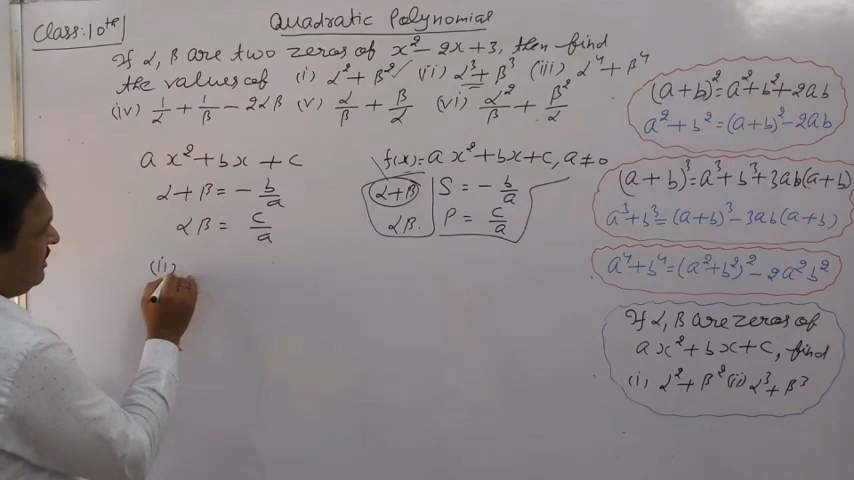 Class:10th
Quadratic Polynomials
If α, β are two zeros of x² - 2x + 3, then find
the values of (i) α² + β² ✓ (ii) α³ + β³ (iii) α⁴ + β⁴
(iv) 1/α + 1/β - 2αβ (v) α/β + β/α (vi) α²/β + β²/α
ax² + bx + c
α + β = - b/a
αβ = c/a
(ii)
f(x) = ax² + bx + c, a ≠ 0
α + β
αβ.
S = - b/a
P = c/a
(a + b)² = a² + b² + 2ab
a² + b² = (a + b)² - 2ab
(a + b)³ = a³ + b³ + 3ab(a + b)
a³ + b³ = (a + b)³ - 3ab(a + b)
a⁴ + b⁴ = (a² + b²)² - 2a²b²
If α, β are zeros of
ax² + bx + c, find
(i) α² + β² (ii) α³ + β³